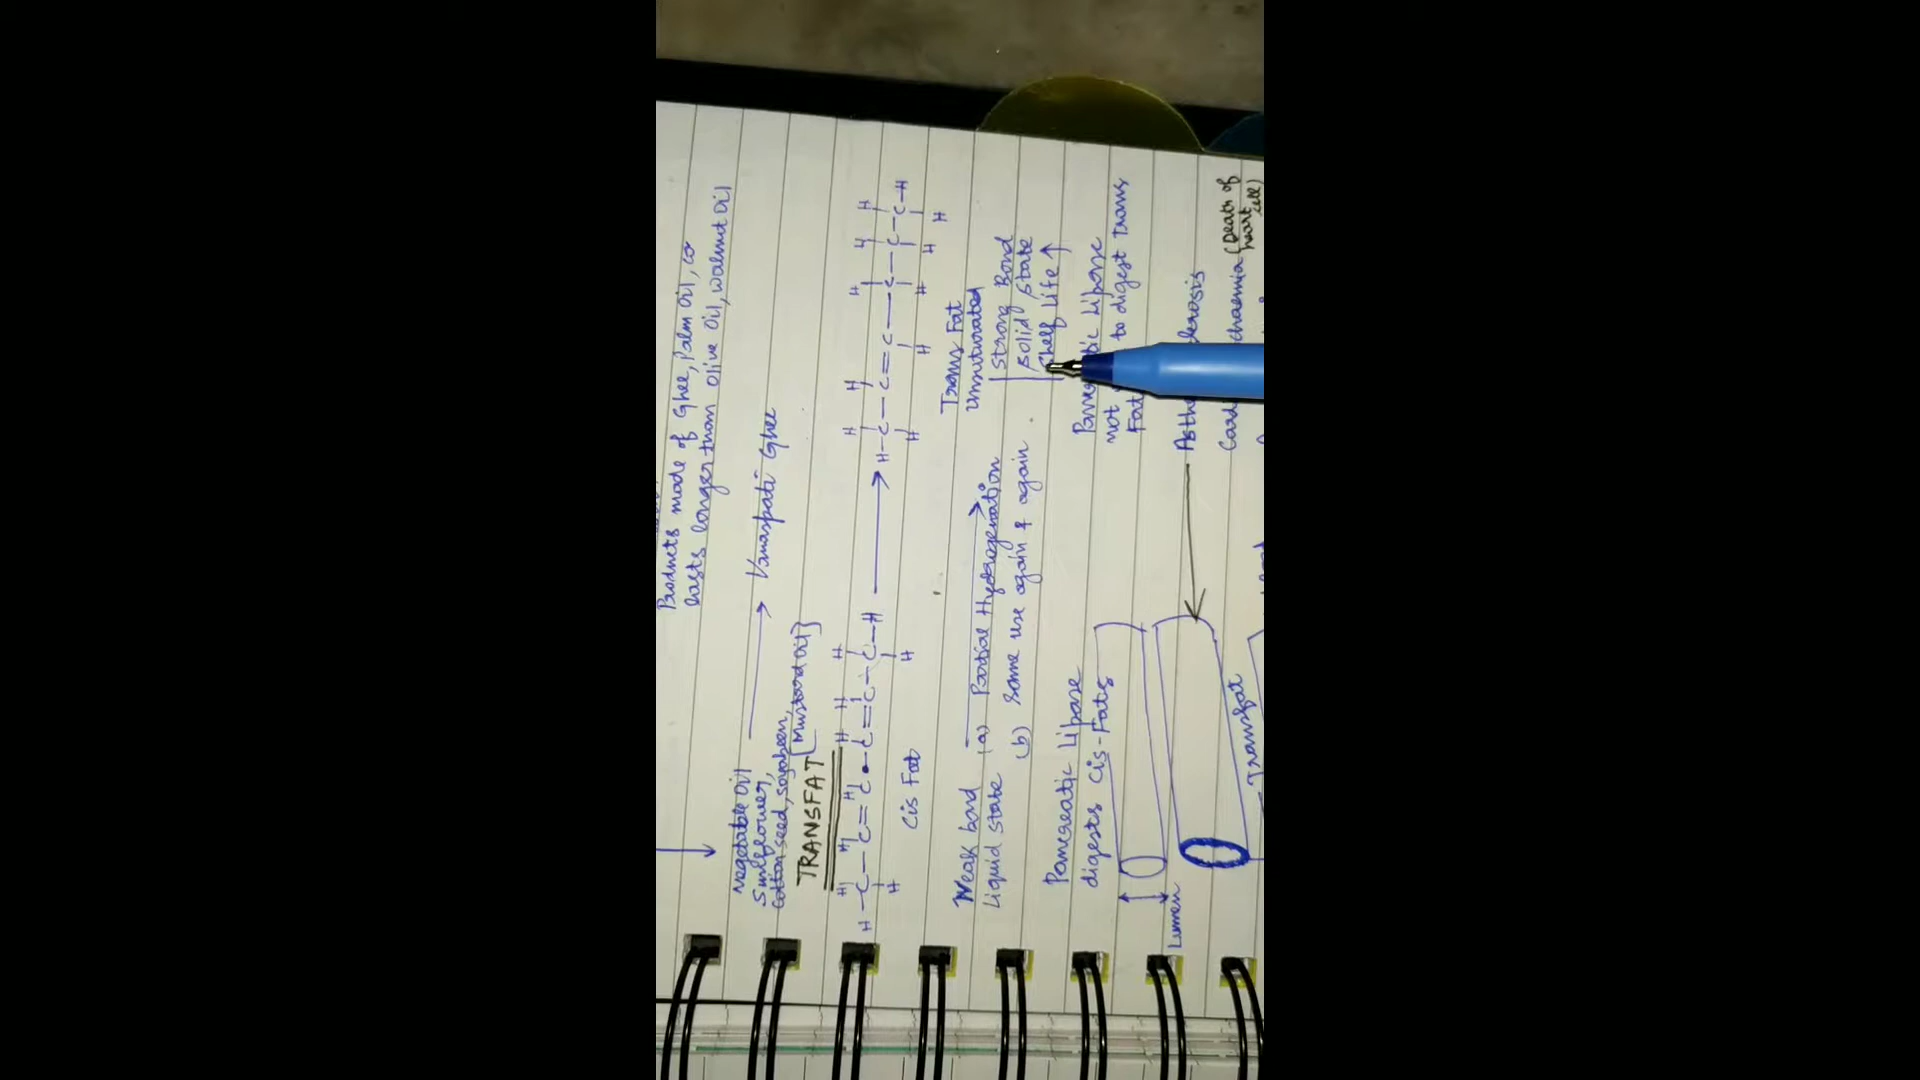 Products made of Ghee, Palm Oil, co
lasts longer than Olive Oil, walnut Oil
Vegetable Oil
Sunflower,
Cotton seed, soyabeen,
[Mustard Oil]
Vanaspati Ghee
TRANSFAT
H H H H H H
H-C-C=C-C=C-C-H
H H
H H H H H
H-C-C=C-C-C-C-H
H H H H H
Cis Fat
Trans Fat
unsaturated
Weak bond
Liquid state
(a) Partial Hydrogenation
(b) Same use again & again
Strong Bond
Solid state
Shelf Life ↑
Pancreatic Lipase
digests Cis-Fats
Lipase
not
to digest Trans
Fat
Lumen
(Death of
heart
cell)
Transfat